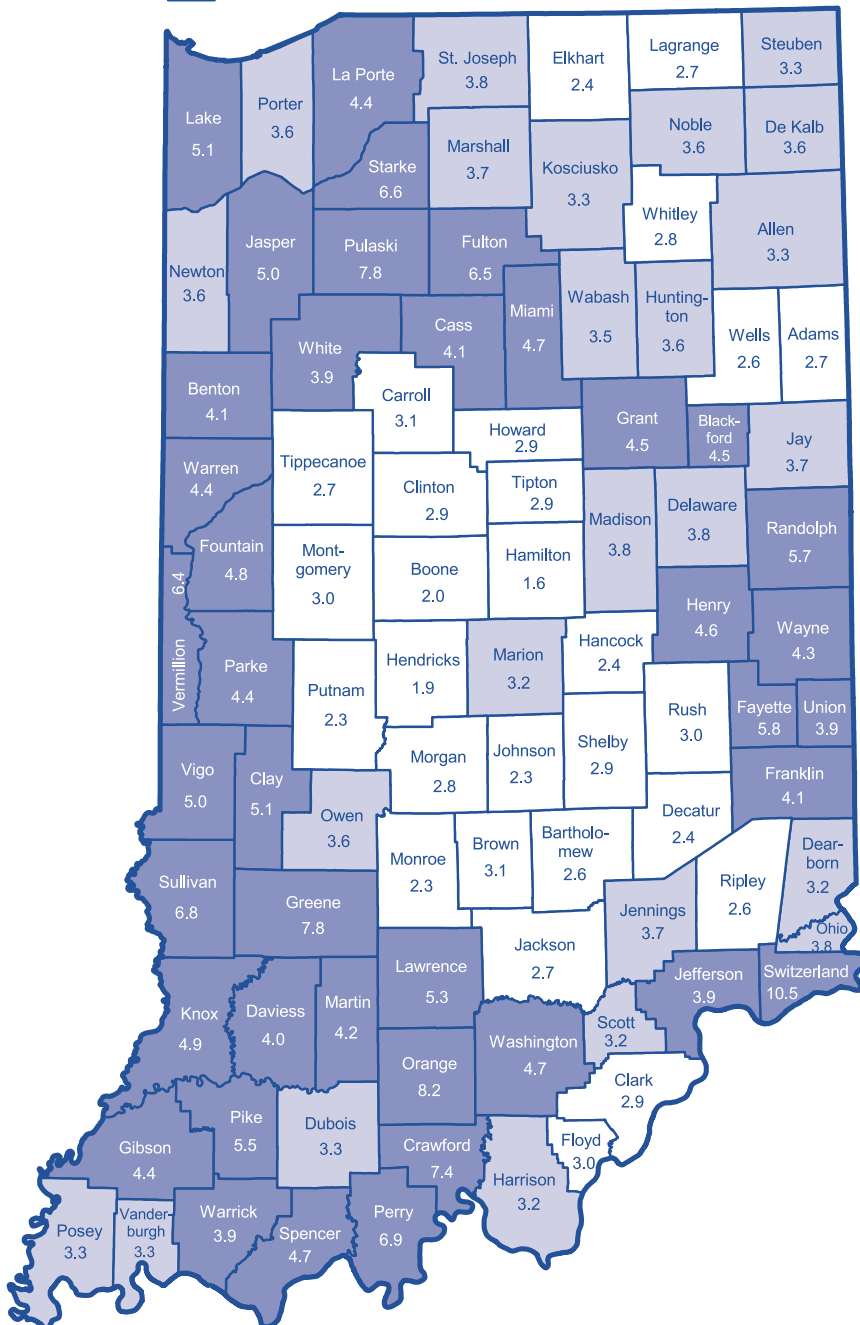 Lake
5.1
Porter
3.6
La Porte
4.4
St. Joseph
3.8
Elkhart
2.4
Lagrange
2.7
Steuben
3.3
Starke
6.6
Marshall
3.7
Kosciusko
3.3
Noble
3.6
De Kalb
3.6
Whitley
2.8
Allen
3.3
Newton
3.6
Jasper
5.0
Pulaski
7.8
Fulton
6.5
Miami
4.7
Wabash
3.5
Hunting-
ton
3.6
Wells
2.6
Adams
2.7
White
3.9
Cass
4.1
Benton
4.1
Carroll
3.1
Howard
2.9
Grant
4.5
Black-
ford
4.5
Jay
3.7
Warren
4.4
Tippecanoe
2.7
Clinton
2.9
Tipton
2.9
Madison
3.8
Delaware
3.8
Randolph
5.7
Fountain
4.8
Mont-
gomery
3.0
Boone
2.0
Hamilton
1.6
Henry
4.6
Wayne
4.3
Vermillion
6.4
Parke
4.4
Putnam
2.3
Hendricks
1.9
Marion
3.2
Hancock
2.4
Rush
3.0
Fayette
5.8
Union
3.9
Vigo
5.0
Clay
5.1
Owen
3.6
Morgan
2.8
Johnson
2.3
Shelby
2.9
Decatur
2.4
Franklin
4.1
Sullivan
6.8
Greene
7.8
Monroe
2.3
Brown
3.1
Bartholo-
mew
2.6
Jennings
3.7
Ripley
2.6
Dear-
born
3.2
Ohio
3.8
Knox
4.9
Daviess
4.0
Martin
4.2
Lawrence
5.3
Jackson
2.7
Jefferson
3.9
Switzerland
10.5
Washington
4.7
Scott
3.2
Orange
8.2
Clark
2.9
Gibson
4.4
Pike
5.5
Dubois
3.3
Crawford
7.4
Floyd
3.0
Harrison
3.2
Posey
3.3
Vander-
burgh
3.3
Warrick
3.9
Spencer
4.7
Perry
6.9